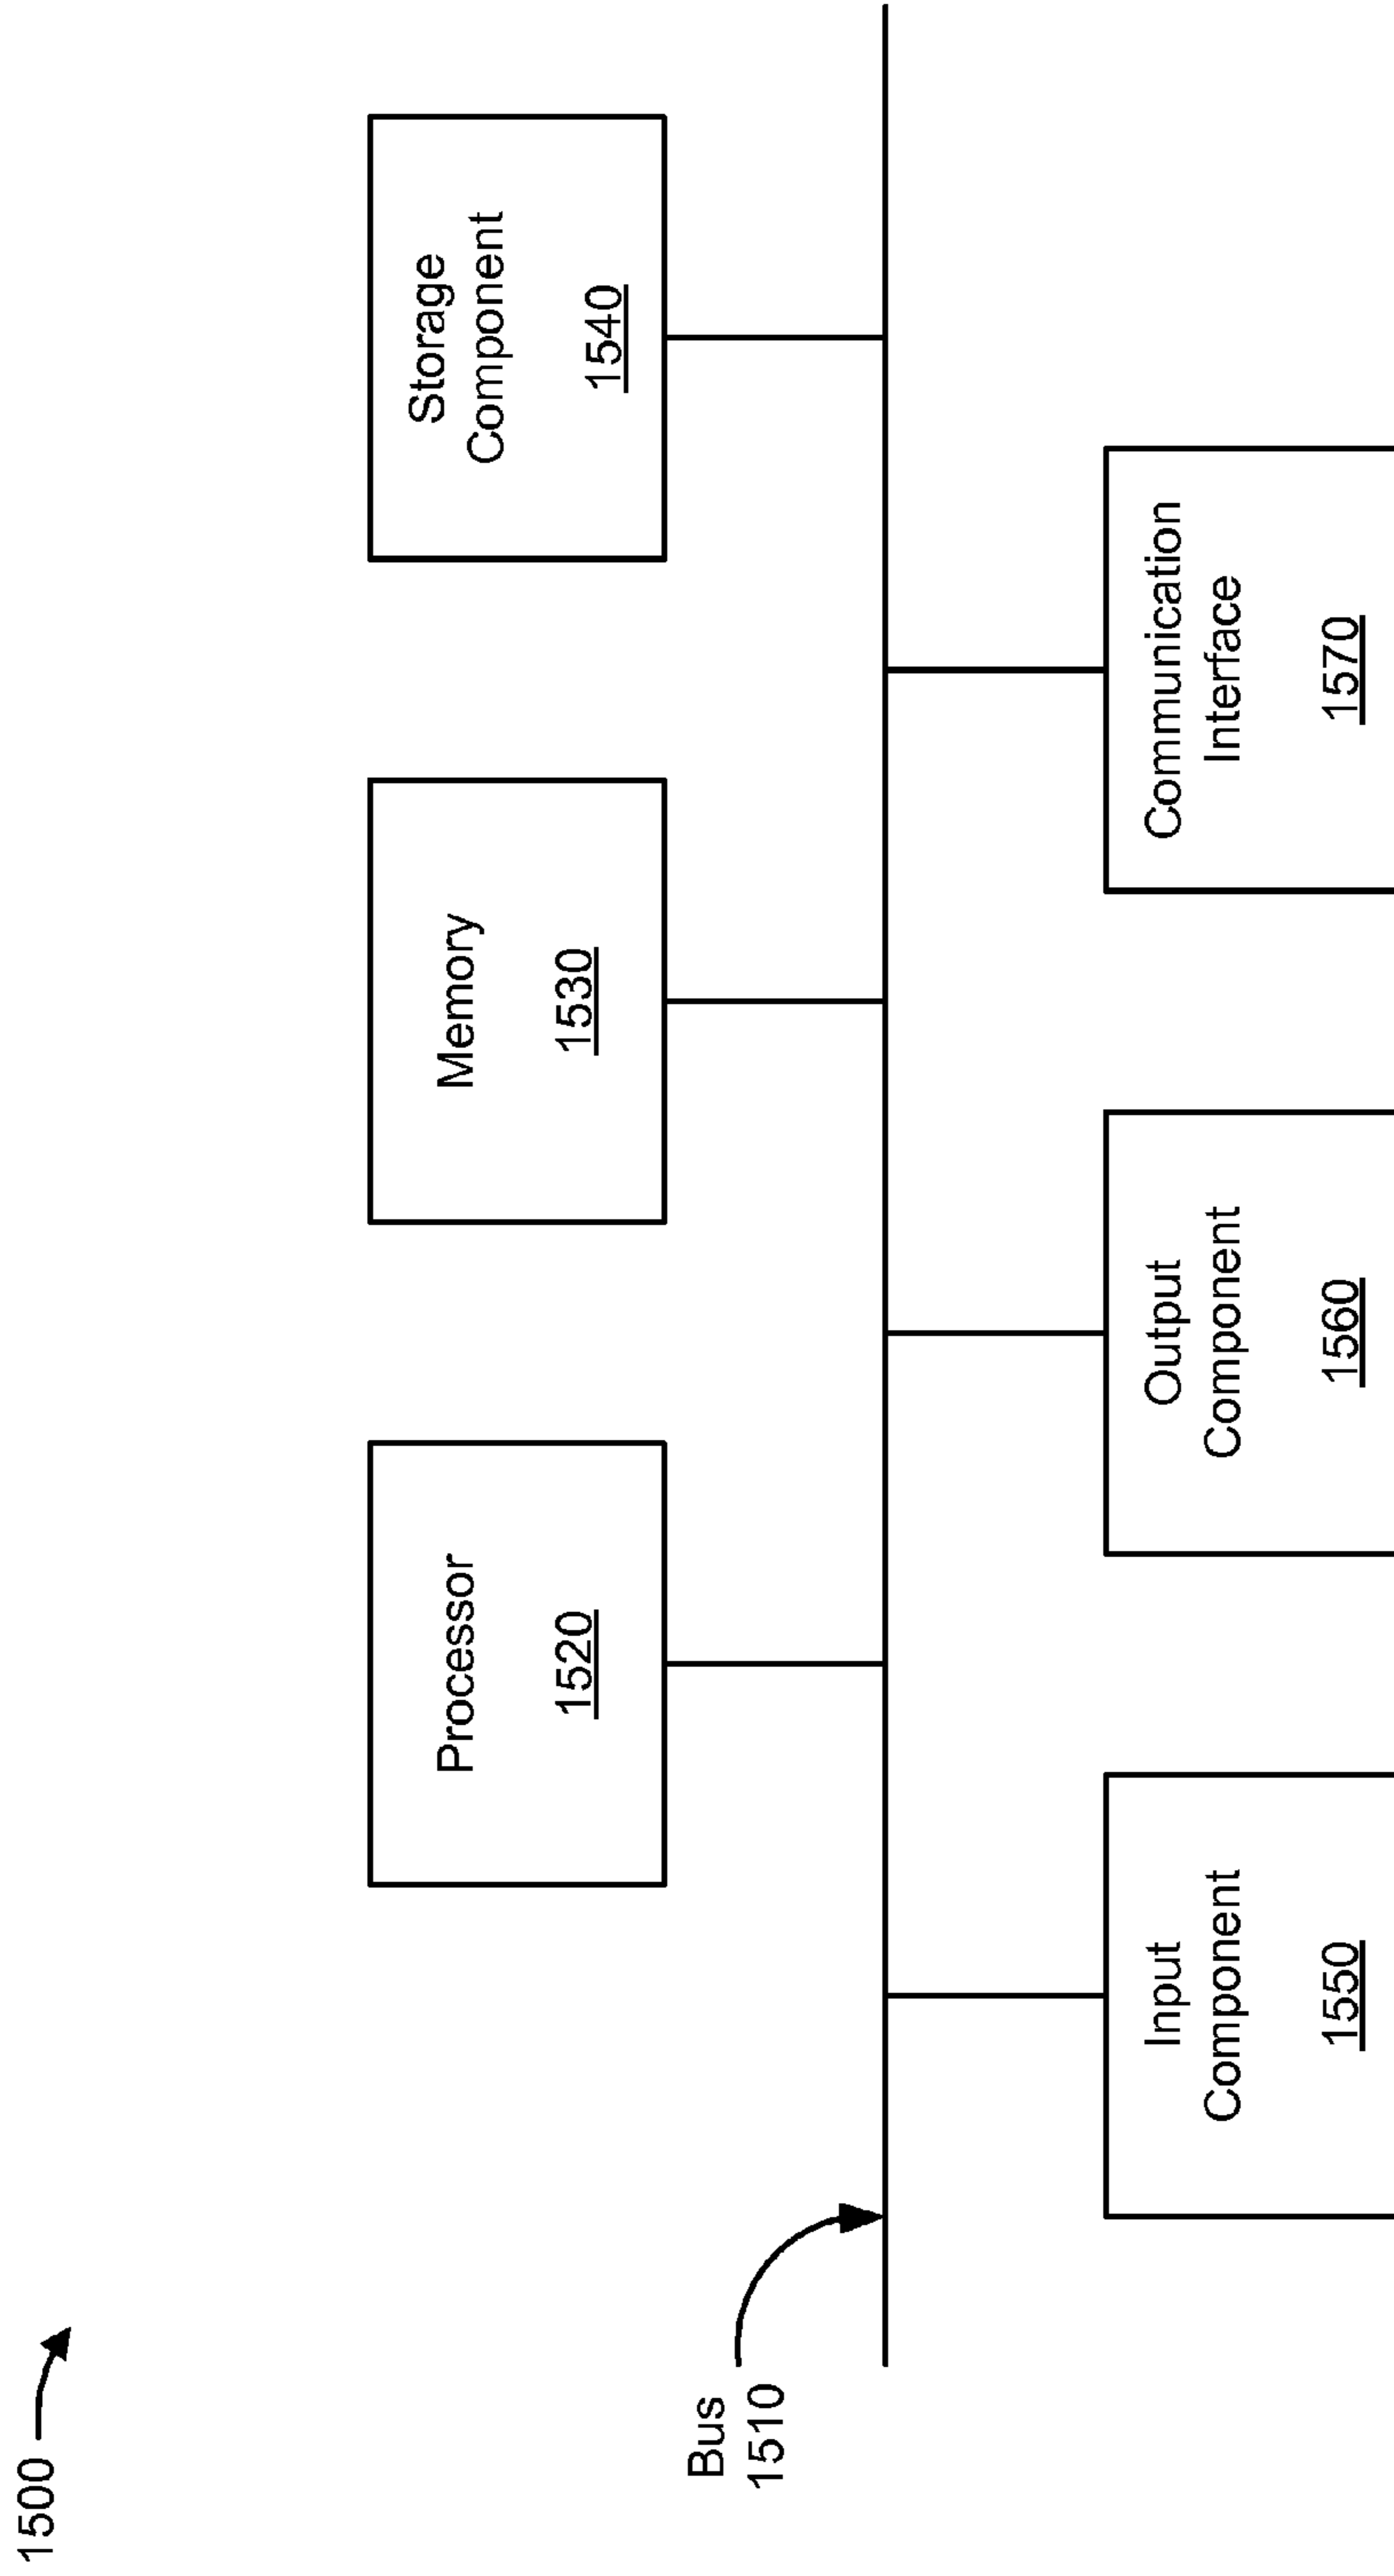 1500
Processor
1520
Memory
1530
Storage
Component
1540
Bus
1510
Input
Component
1550
Output
Component
1560
Communication
Interface
1570